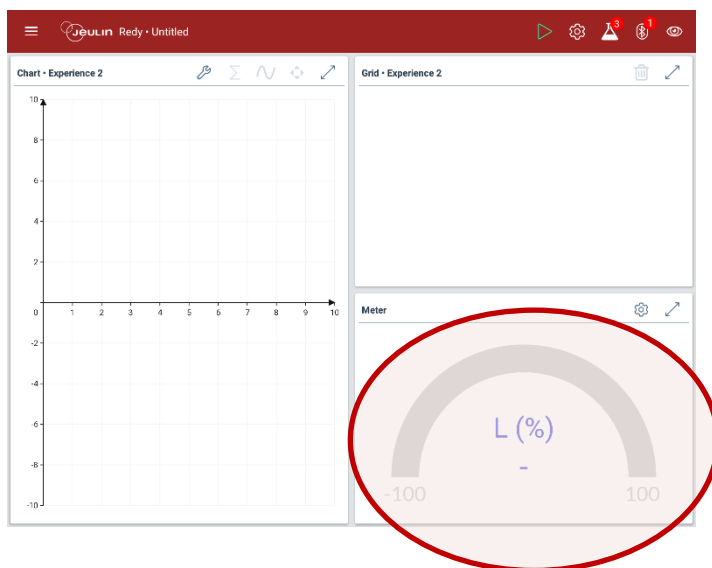 Jeulin Redy • Untitled
3
1
Chart • Experience 2
10
8
6
4
2
0
1 2 3 4 5 6 7 8 9 10
-2
-4
-6
-8
-10
Grid • Experience 2
Meter
L (%)
-
-100 100